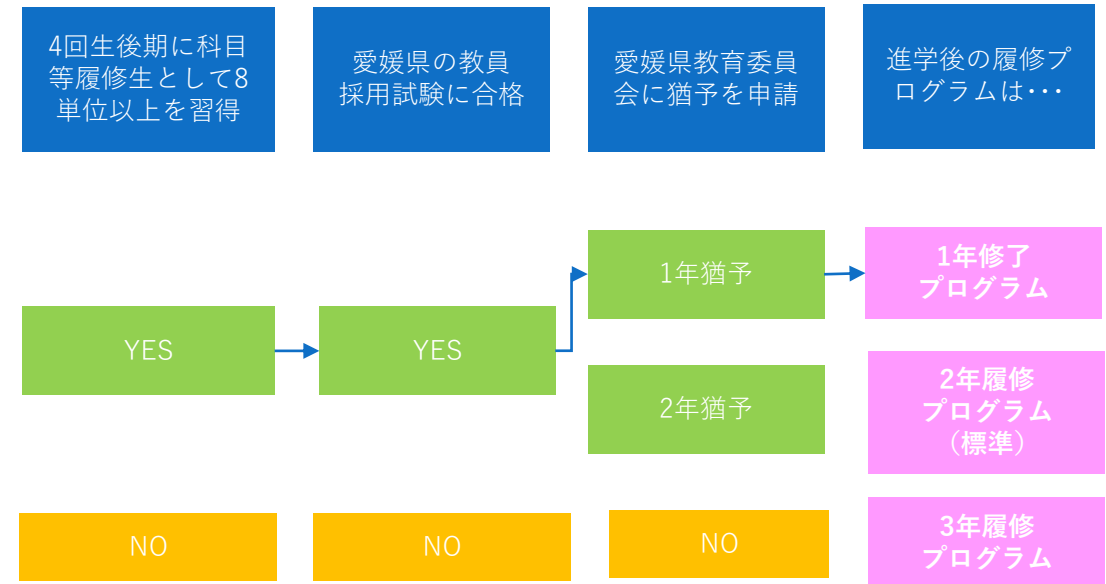 4回生後期に科目
等履修生として8
単位以上を習得
愛媛県の教員
採用試験に合格
愛媛県教育委員
会に猶予を申請
進学後の履修プ
ログラムは･･･
1年猶予
1年修了
プログラム
YES
YES
2年猶予
2年履修
プログラム
（標準）
NO
NO
NO
3年履修
プログラム